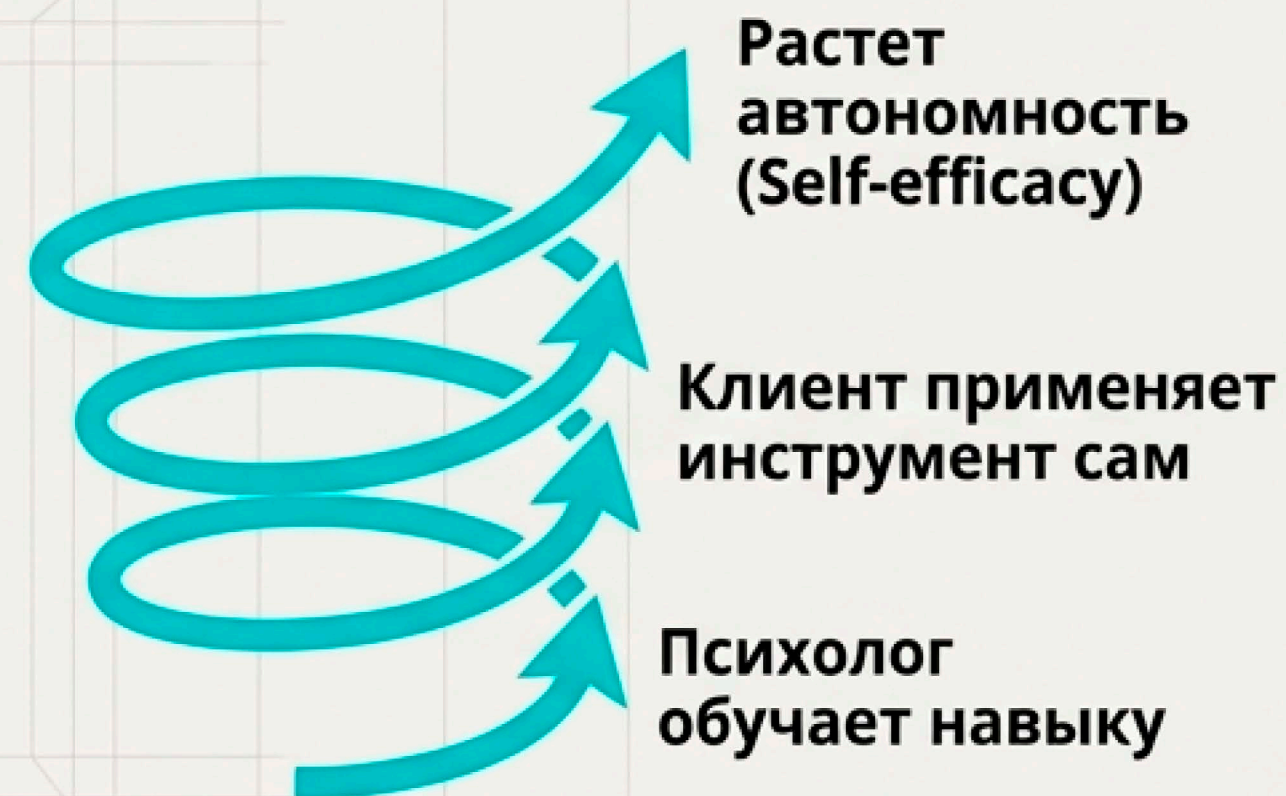 Растет
автономность
(Self-efficacy)
Клиент применяет
инструмент сам
Психолог
обучает навыку